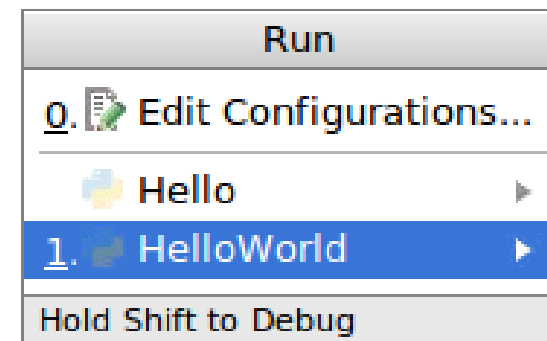 Run
0. Edit Configurations...
Hello
1. HelloWorld
Hold Shift to Debug